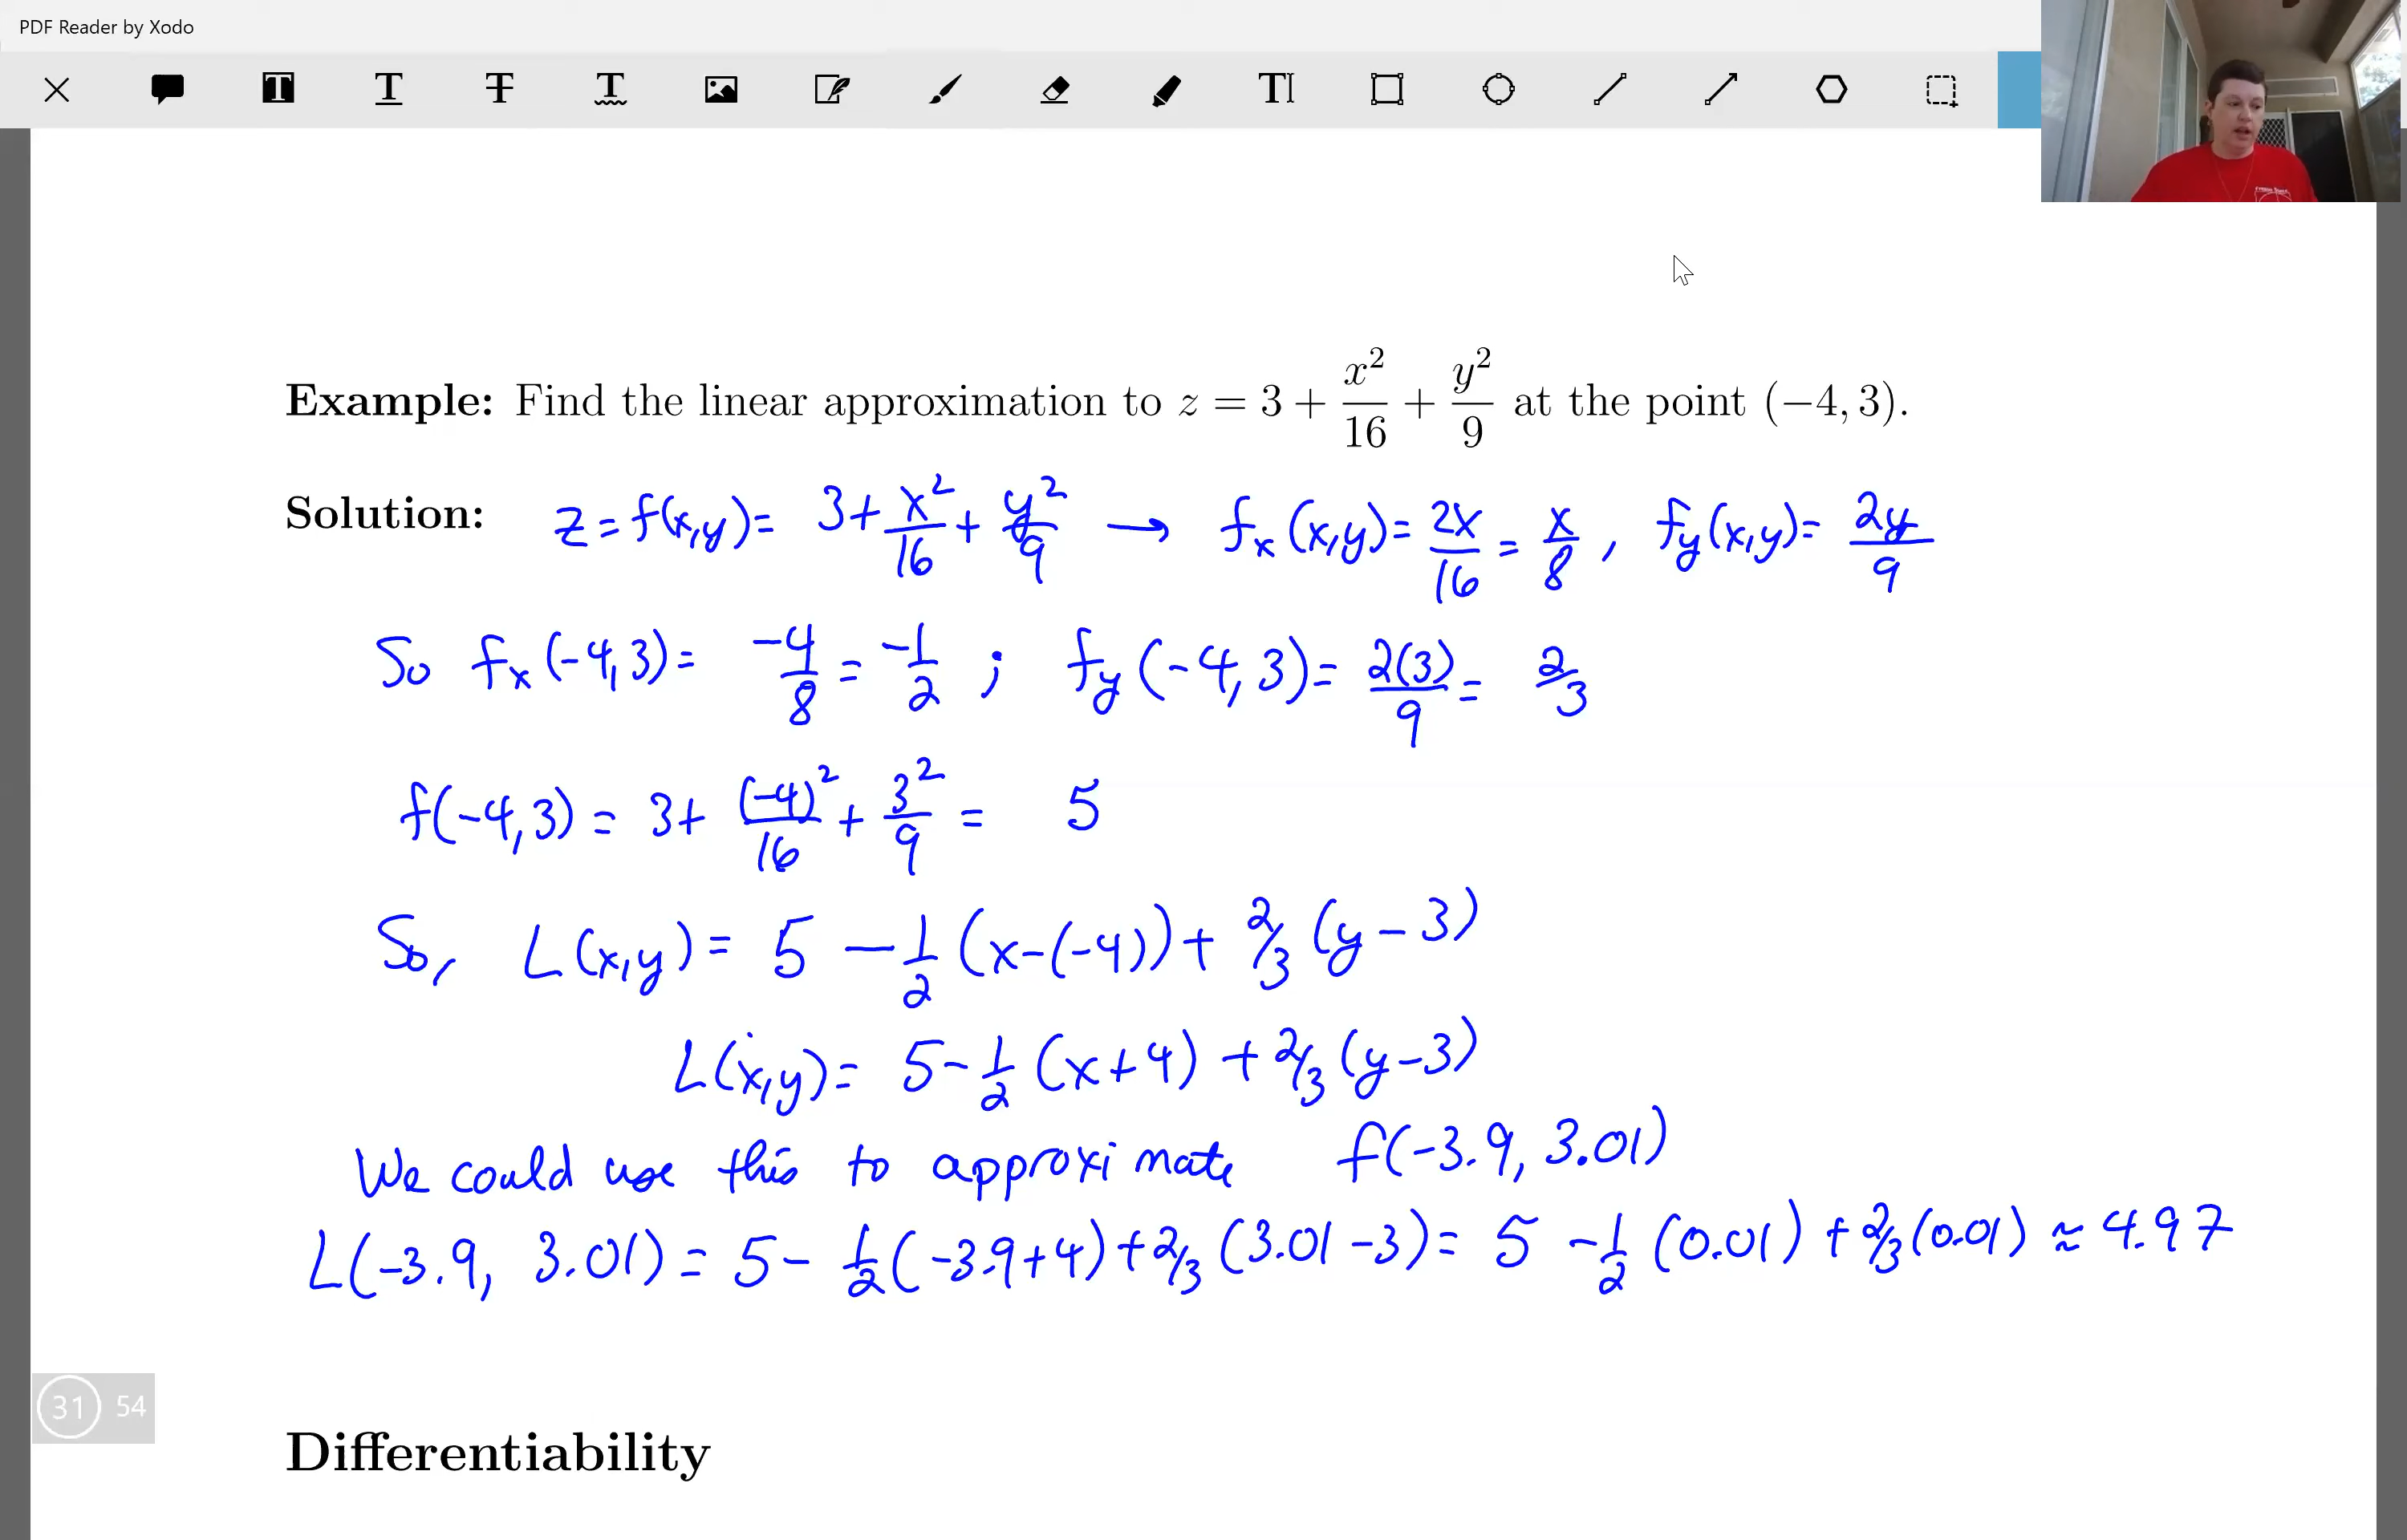 PDF Reader by Xodo
Example: Find the linear approximation to z = 3 + x²/16 + y²/9 at the point (−4, 3).
Solution: z = f(x,y) = 3 + x²/16 + y²/9 → f_x(x,y) = 2x/16 = x/8, f_y(x,y) = 2y/9
So f_x(-4,3) = -4/8 = -1/2 ; f_y(-4,3) = 2(3)/9 = 2/3
f(-4,3) = 3 + (-4)²/16 + 3²/9 = 5
So, L(x,y) = 5 - 1/2 (x-(-4)) + 2/3 (y-3)
L(x,y) = 5 - 1/2 (x+4) + 2/3 (y-3)
We could use this to approximate f(-3.9, 3.01)
L(-3.9, 3.01) = 5 - 1/2 (-3.9+4) + 2/3 (3.01-3) = 5 - 1/2 (0.01) + 2/3 (0.01) ≈ 4.97
31 54
Differentiability